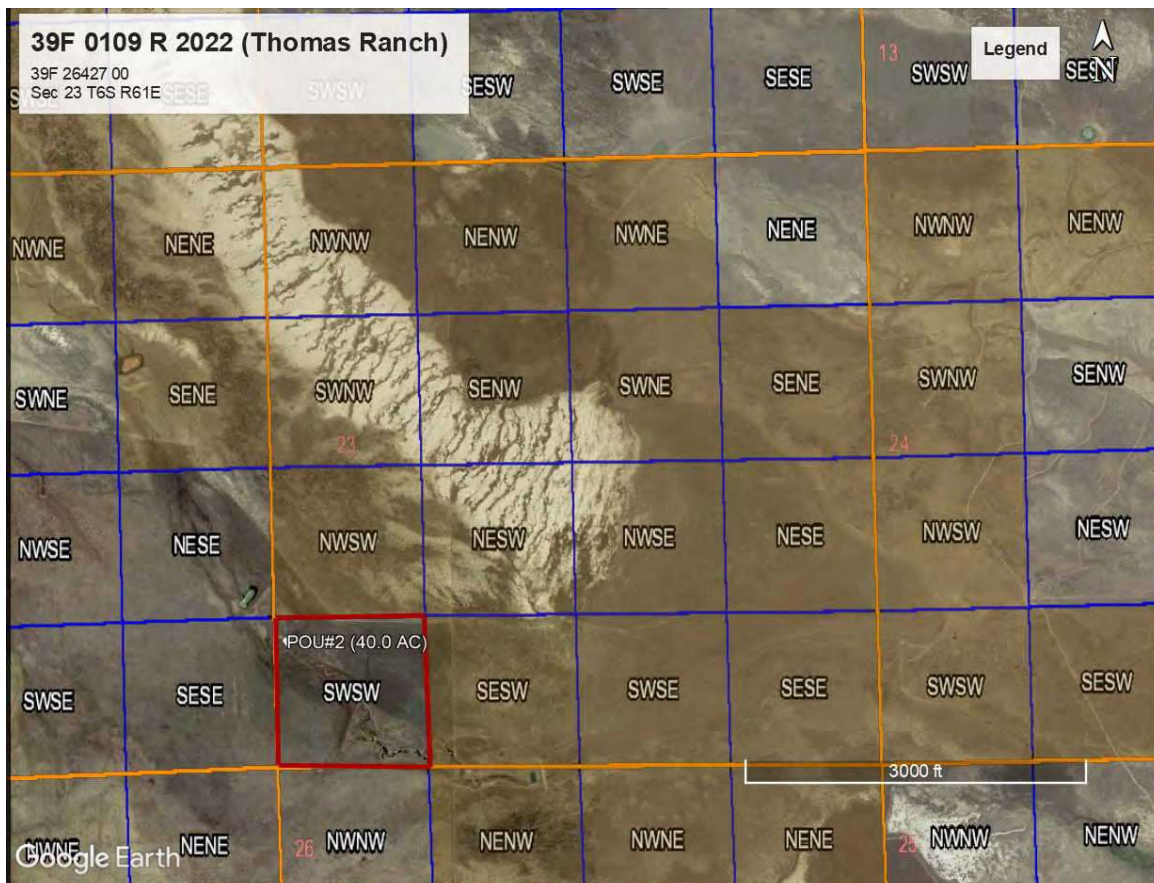 39F 0109 R 2022 (Thomas Ranch)
39F 26427 00
Sec 23 T6S R61E
Legend
N
SWSE SESE SWSW SESW SWSE SESE 13 SWSW SESW
NWNE NENE NWNW NENW NWNE NENE NWNW NENW
SWNE SENE SWNW SENW SWNE SENE SWNW SENW
23 24
NWSE NESE NWSW NESW NWSE NESE NWSW NESW
POU#2 (40.0 AC)
SWSE SESE SWSW SESW SWSE SESE SWSW SESW
3000 ft
NWNE NENE 26 NWNW NENW NWNE NENE 25 NWNW NENW
Google Earth